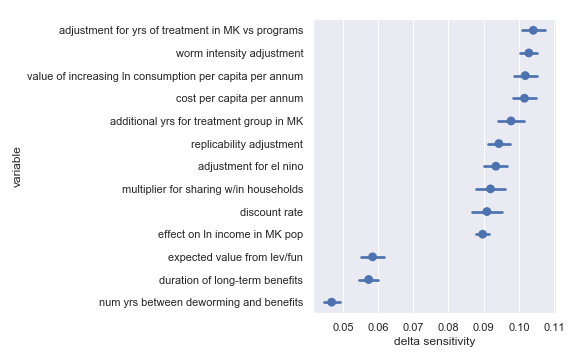 adjustment for yrs of treatment in MK vs programs
worm intensity adjustment
value of increasing ln consumption per capita per annum
cost per capita per annum
additional yrs for treatment group in MK
replicability adjustment
adjustment for el nino
multiplier for sharing w/in households
discount rate
effect on ln income in MK pop
expected value from lev/fun
duration of long-term benefits
num yrs between deworming and benefits
variable
0.05 0.06 0.07 0.08 0.09 0.10 0.11
delta sensitivity